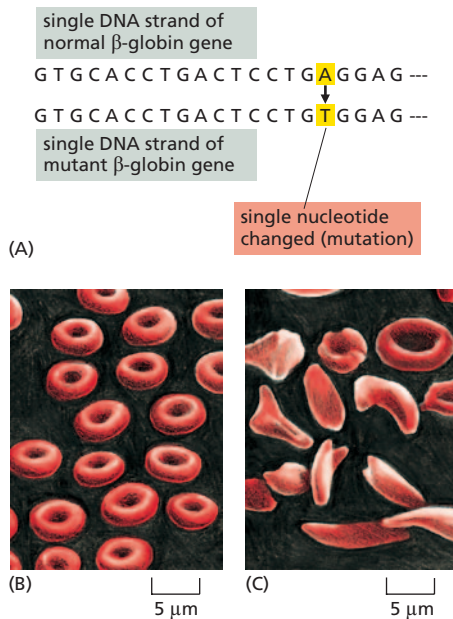 single DNA strand of
normal β-globin gene
G T G C A C C T G A C T C C T G A G G A G ---
G T G C A C C T G A C T C C T G T G G A G ---
single DNA strand of
mutant β-globin gene
single nucleotide
changed (mutation)
(A)
(B)
5 μm
(C)
5 μm